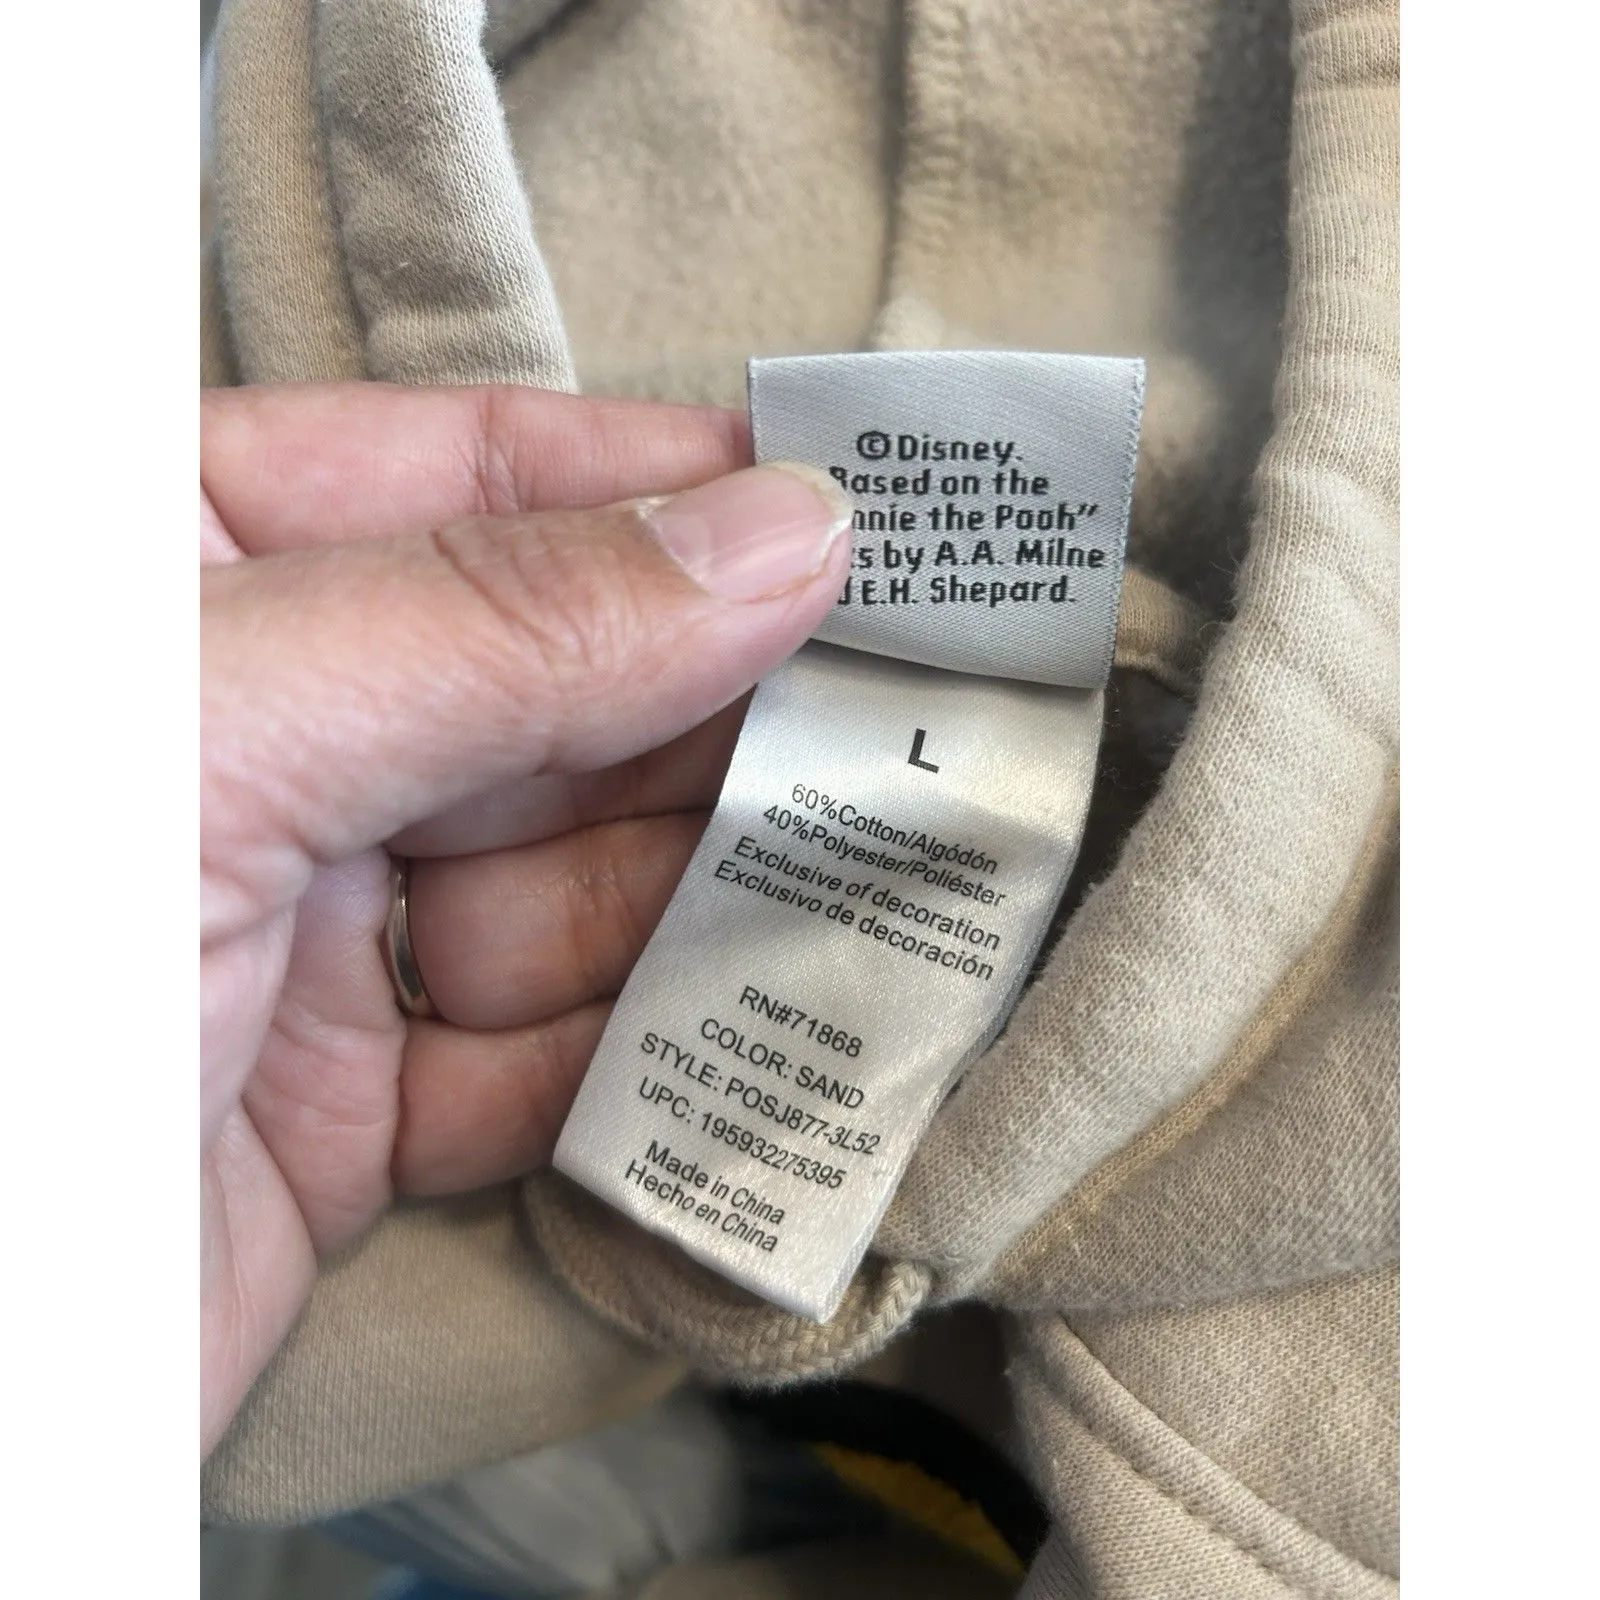 ©Disney.
Based on the
the Pooh"
by A.A. Milne
E.H. Shepard.
L
60%Cotton/Algódón
40%Polyester/Poliéster
Exclusive of decoration
Exclusivo de decoración
RN#71868
COLOR: SAND
STYLE: POSJ877-3L52
UPC: 195932275395
Made in China
Hecho en China